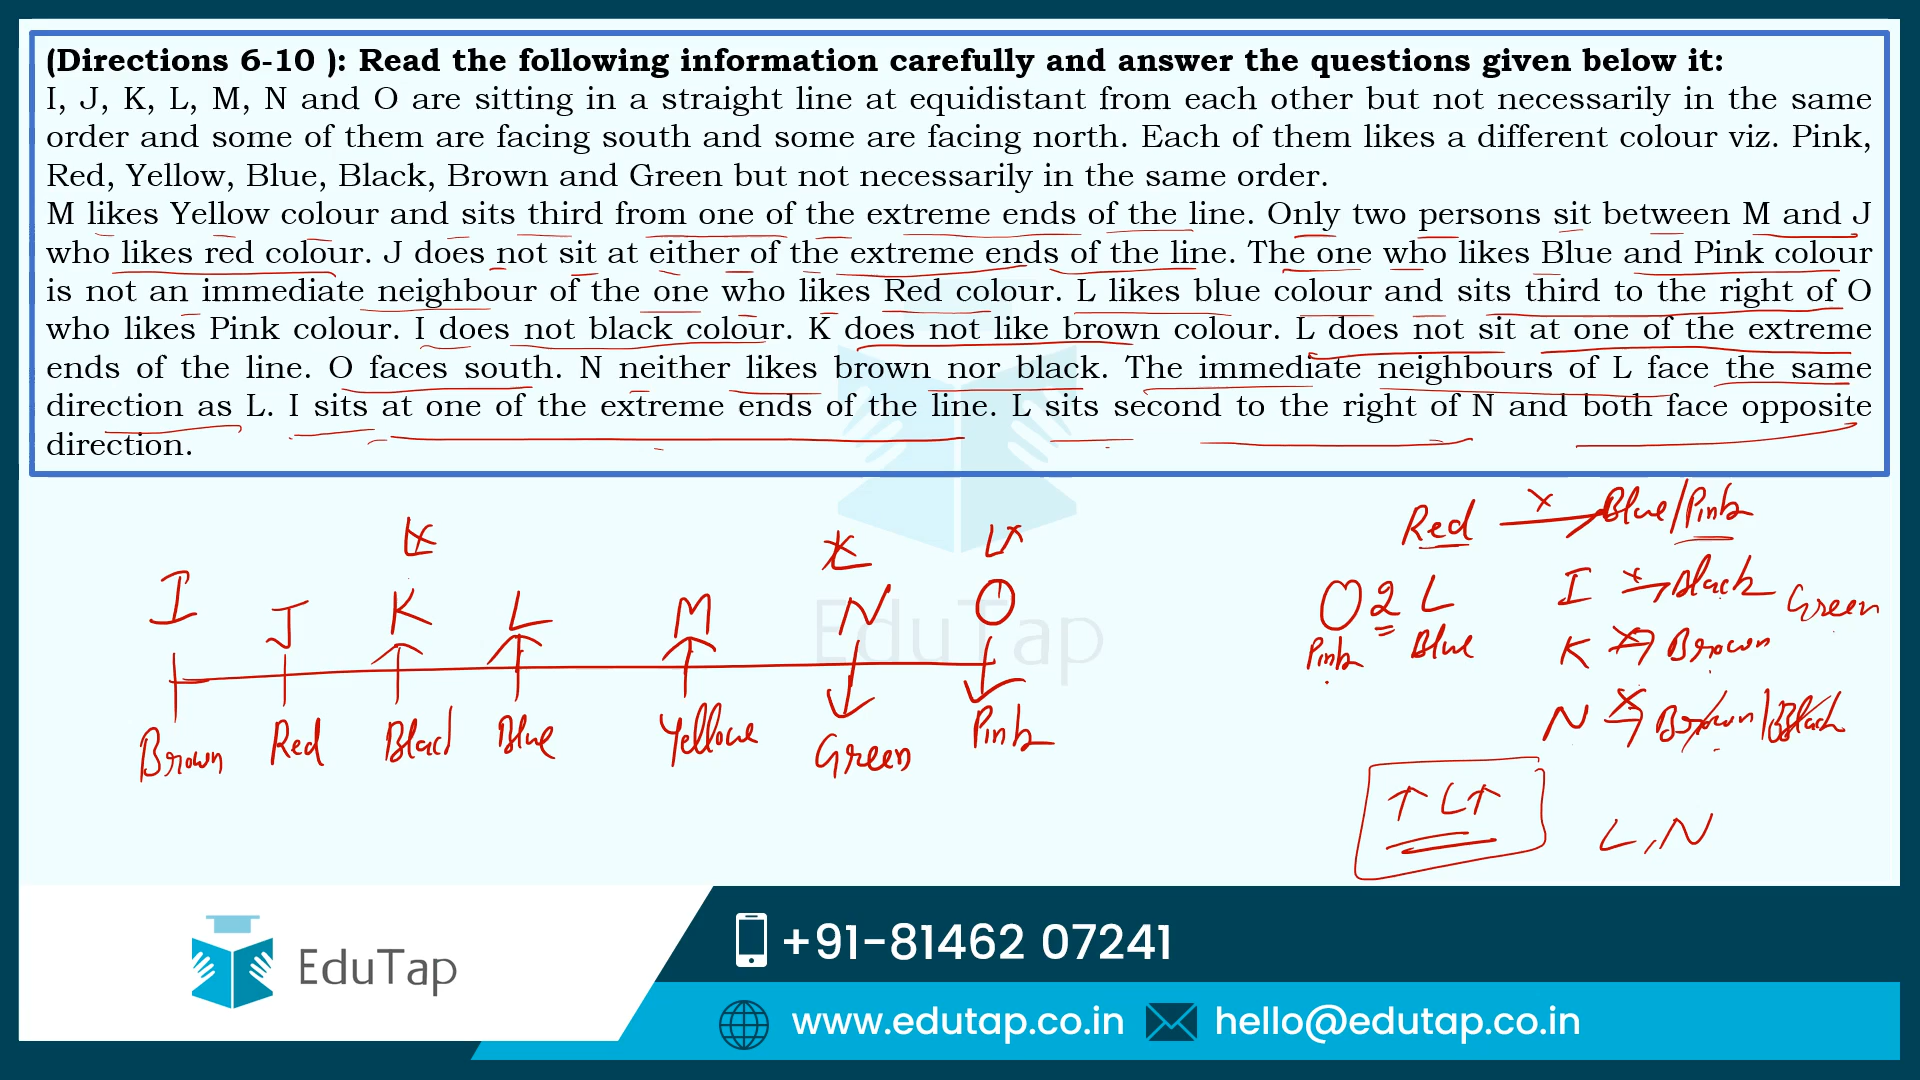 (Directions 6-10 ): Read the following information carefully and answer the questions given below it:
I, J, K, L, M, N and O are sitting in a straight line at equidistant from each other but not necessarily in the same
order and some of them are facing south and some are facing north. Each of them likes a different colour viz. Pink,
Red, Yellow, Blue, Black, Brown and Green but not necessarily in the same order.
M likes Yellow colour and sits third from one of the extreme ends of the line. Only two persons sit between M and J
who likes red colour. J does not sit at either of the extreme ends of the line. The one who likes Blue and Pink colour
is not an immediate neighbour of the one who likes Red colour. L likes blue colour and sits third to the right of O
who likes Pink colour. I does not black colour. K does not like brown colour. L does not sit at one of the extreme
ends of the line. O faces south. N neither likes brown nor black. The immediate neighbours of L face the same
direction as L. I sits at one of the extreme ends of the line. L sits second to the right of N and both face opposite
direction.
Red x Blue/Pink
L L L
I J K L M N O
O 2 L
Pink Blue
I x Black Green
K x Brown
N x Brown/Black
Brown Red Black Blue Yellow Green Pink
↑ L ↑
L, N
EduTap
EduTap
+91-81462 07241
www.edutap.co.in hello@edutap.co.in